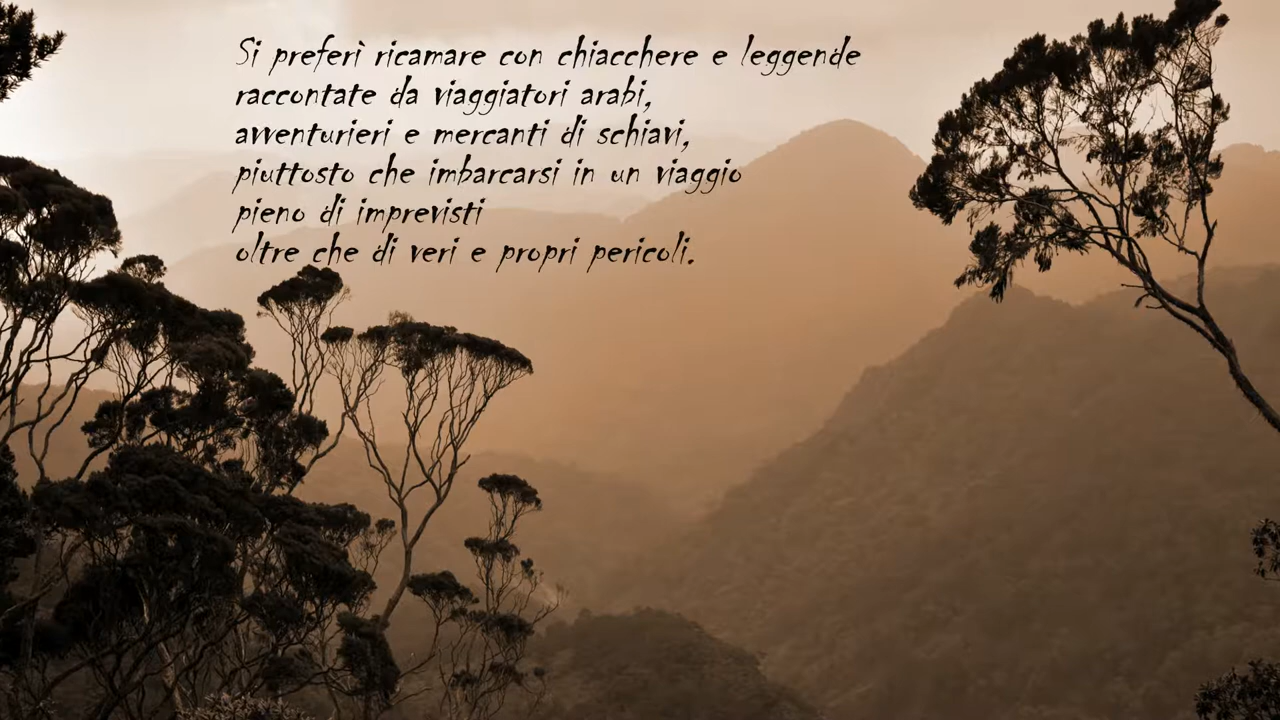 Si preferì ricamare con chiacchere e leggende
raccontate da viaggiatori arabi,
avventurieri e mercanti di schiavi,
piuttosto che imbarcarsi in un viaggio
pieno di imprevisti
oltre che di veri e propri pericoli.